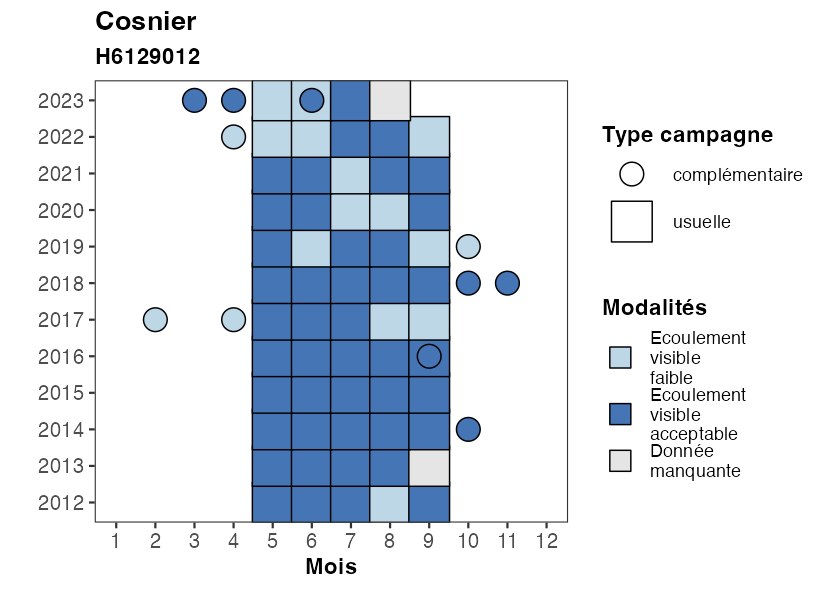 Cosnier
H6129012
2023
2022
2021
2020
2019
2018
2017
2016
2015
2014
2013
2012
1 2 3 4 5 6 7 8 9 10 11 12
Mois
Type campagne
complémentaire
usuelle
Modalités
Ecoulement
visible
faible
Ecoulement
visible
acceptable
Donnée
manquante